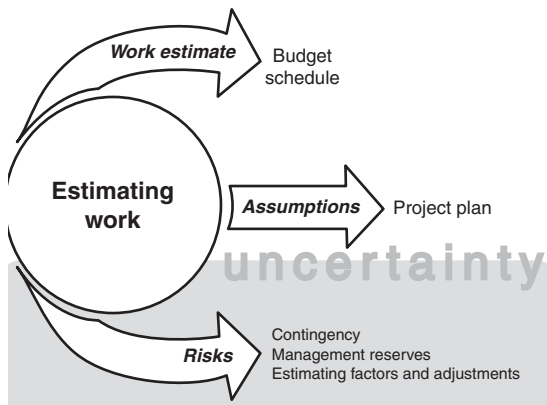 Work estimate
Budget
schedule
Estimating
work
Assumptions
Project plan
uncertainty
Risks
Contingency
Management reserves
Estimating factors and adjustments